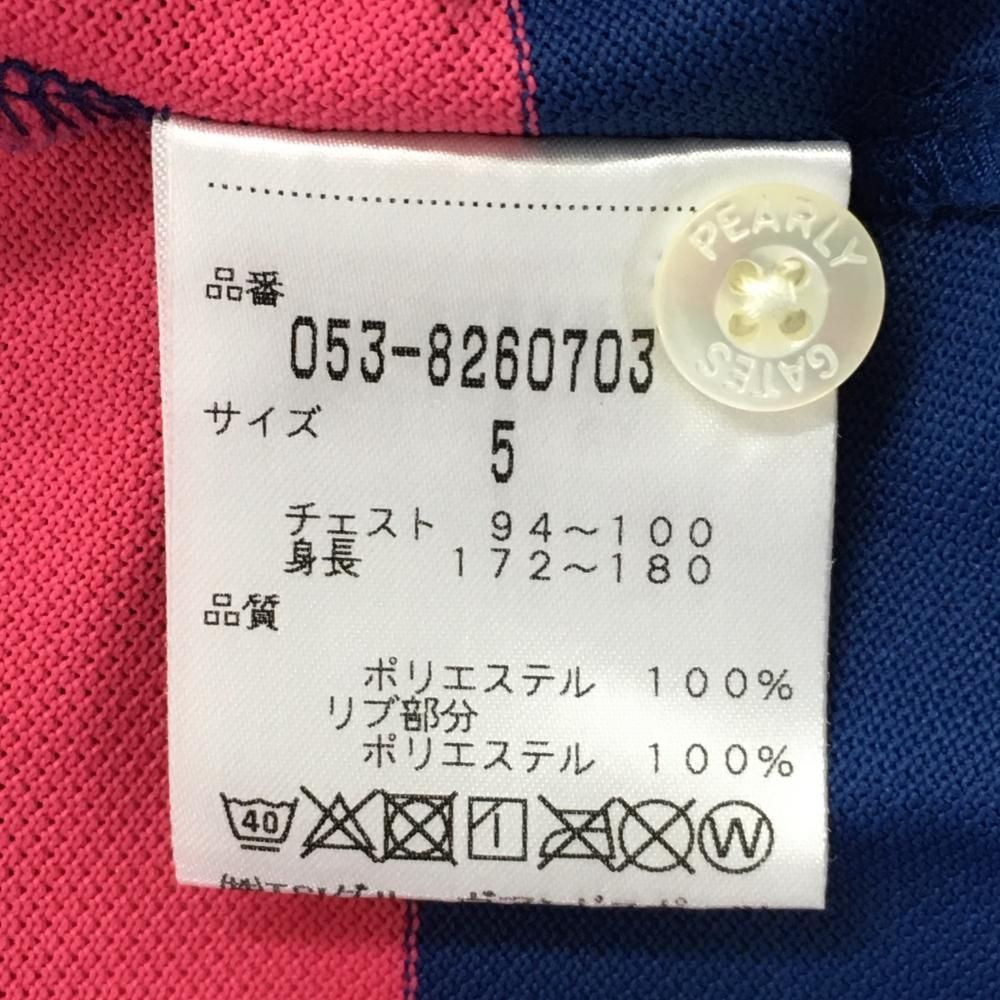 PEARLY
GATES
品番
053-8260703
サイズ
5
チェスト 94～100
身長 172～180
品質
ポリエステル 100%
リブ部分
ポリエステル 100%
40
W